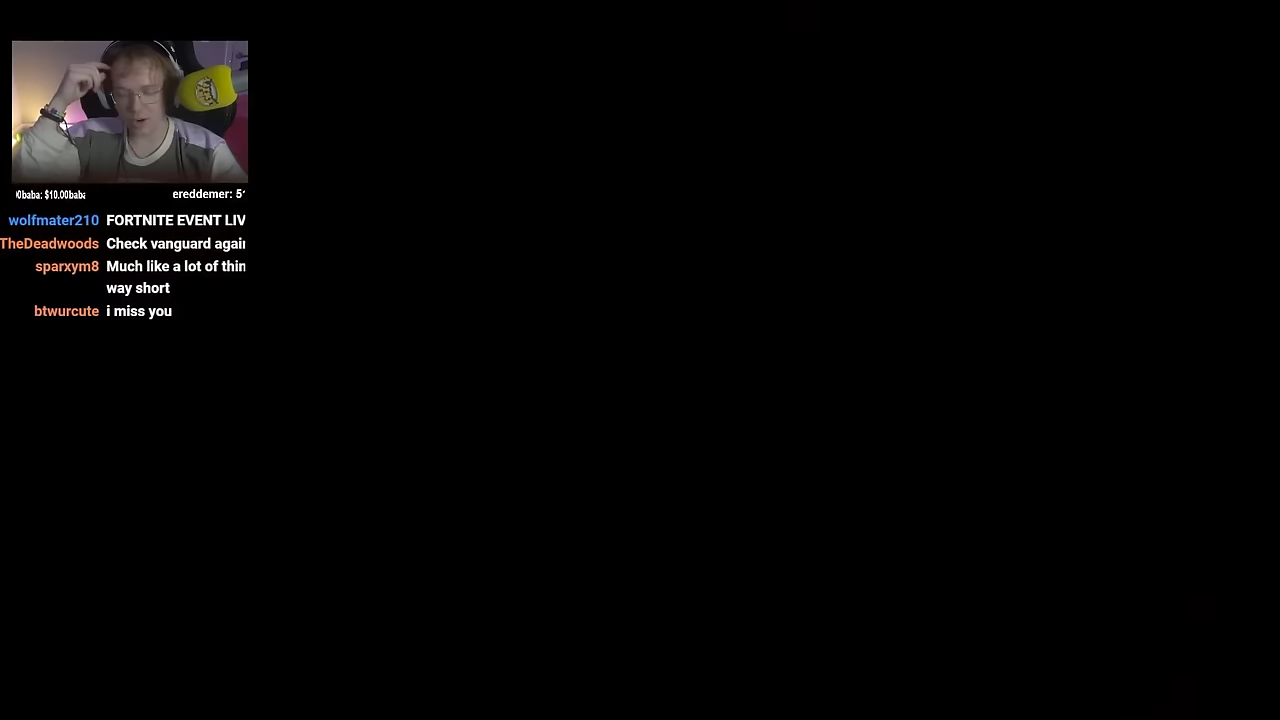 0baba: $10.00baba
ereddemer: 5
wolfmater210 FORTNITE EVENT LIV
TheDeadwoods Check vanguard agai
sparxym8 Much like a lot of thin
way short
btwurcute i miss you